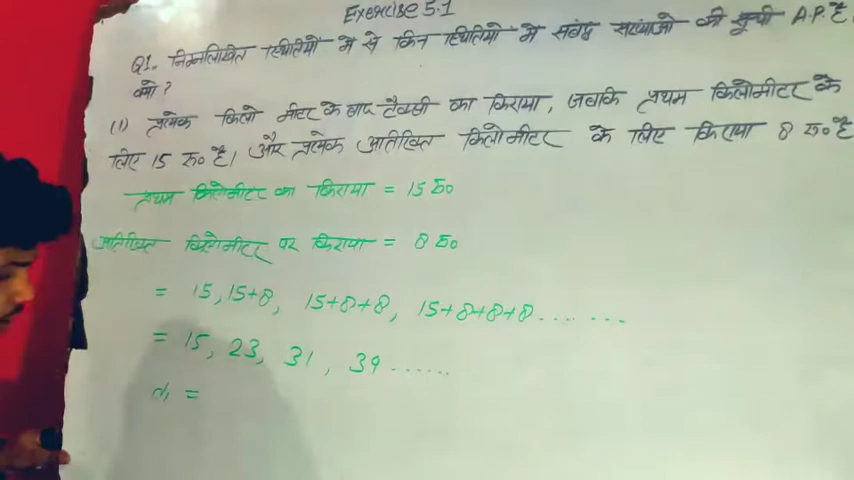 Exercise 5.1
Q1. निम्नलिखित स्थितियों में से किन स्थितियों में संबद्ध संख्याओं की सूची A.P. है
क्यों ?
(i) प्रत्येक किलो मीटर के बाद टैक्सी का किराया, जबकि प्रथम किलोमीटर के
लिए 15 रू० है। और प्रत्येक अतिरिक्त किलोमीटर के लिए किराया 8 रू० है
प्रथम किलोमीटर का किराया = 15 रू०
अतिरिक्त किलोमीटर पर किराया = 8 रू०
= 15, 15+8, 15+8+8, 15+8+8+8.......
= 15, 23, 31, 39......
d₁ =